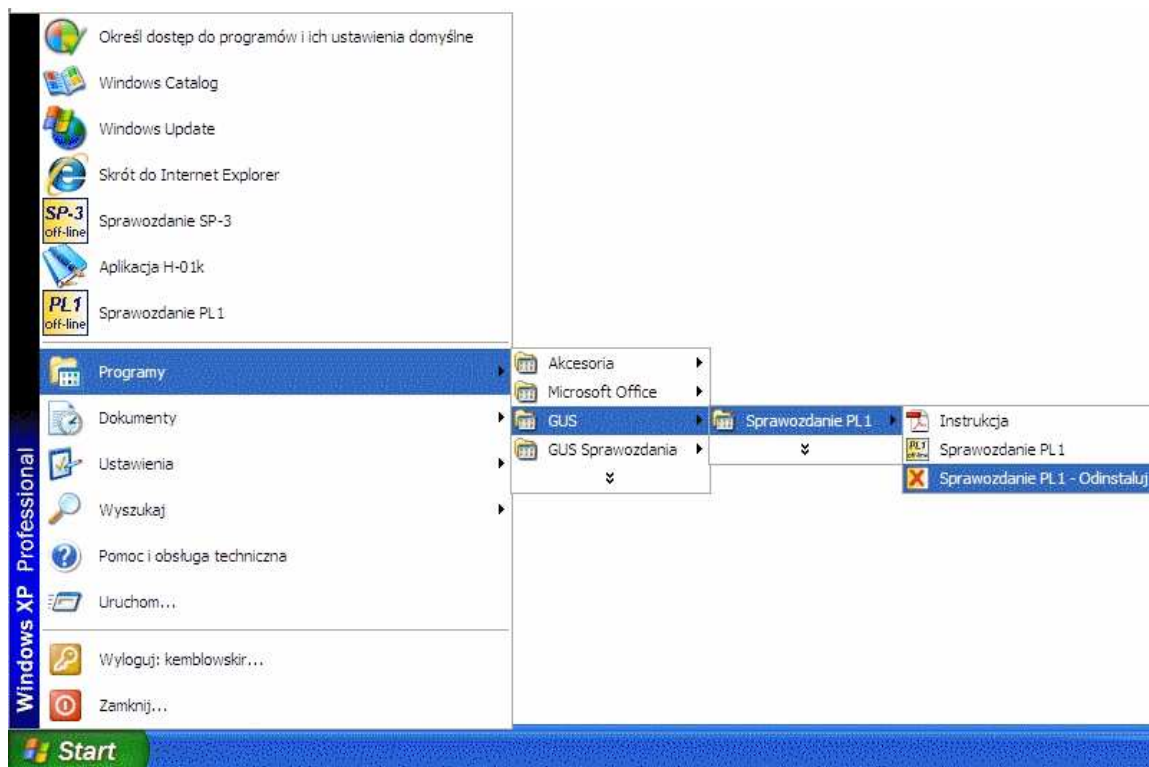 Określ dostęp do programów i ich ustawienia domyślne
Windows Catalog
Windows Update
Skrót do Internet Explorer
SP-3
off-line
Sprawozdanie SP-3
Aplikacja H-01k
PL1
off-line
Sprawozdanie PL1
Programy
Dokumenty
Ustawienia
Wyszukaj
Pomoc i obsługa techniczna
Uruchom...
Wyloguj: kemblowskir...
Zamknij...
Windows XP Professional
Start
Akcesoria
Microsoft Office
GUS
GUS Sprawozdania
Sprawozdanie PL1
Instrukcja
PL1
off-line
Sprawozdanie PL1
Sprawozdanie PL1 - Odinstaluj